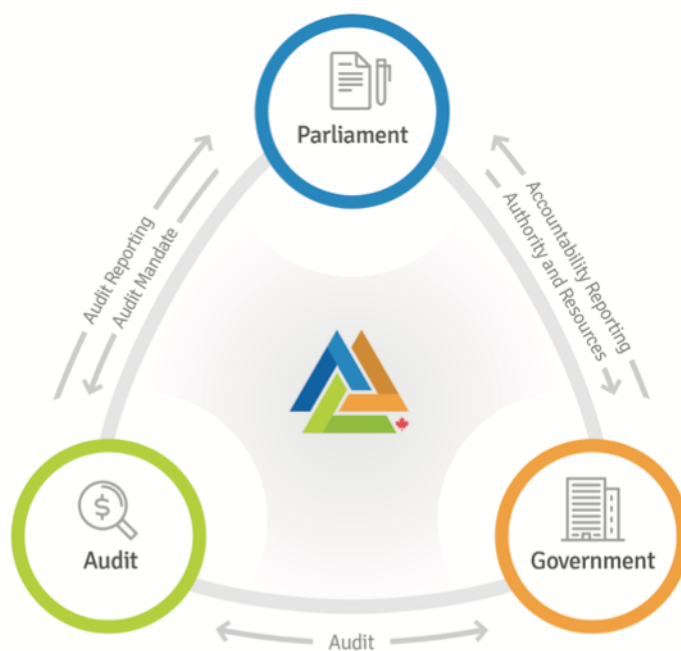 Parliament
Audit Reporting
Audit Mandate
Accountability Reporting
Authority and Resources
$
Audit
Government
Audit